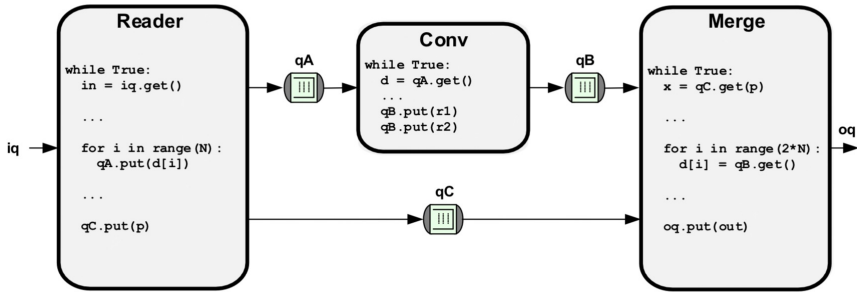 Reader
while True:
in = iq.get()
...
for i in range(N):
qA.put(d[i])
...
qC.put(p)
iq
qA
Conv
while True:
d = qA.get()
...
qB.put(r1)
qB.put(r2)
qB
qC
Merge
while True:
x = qC.get(p)
...
for i in range(2*N):
d[i] = qB.get()
...
oq.put(out)
oq